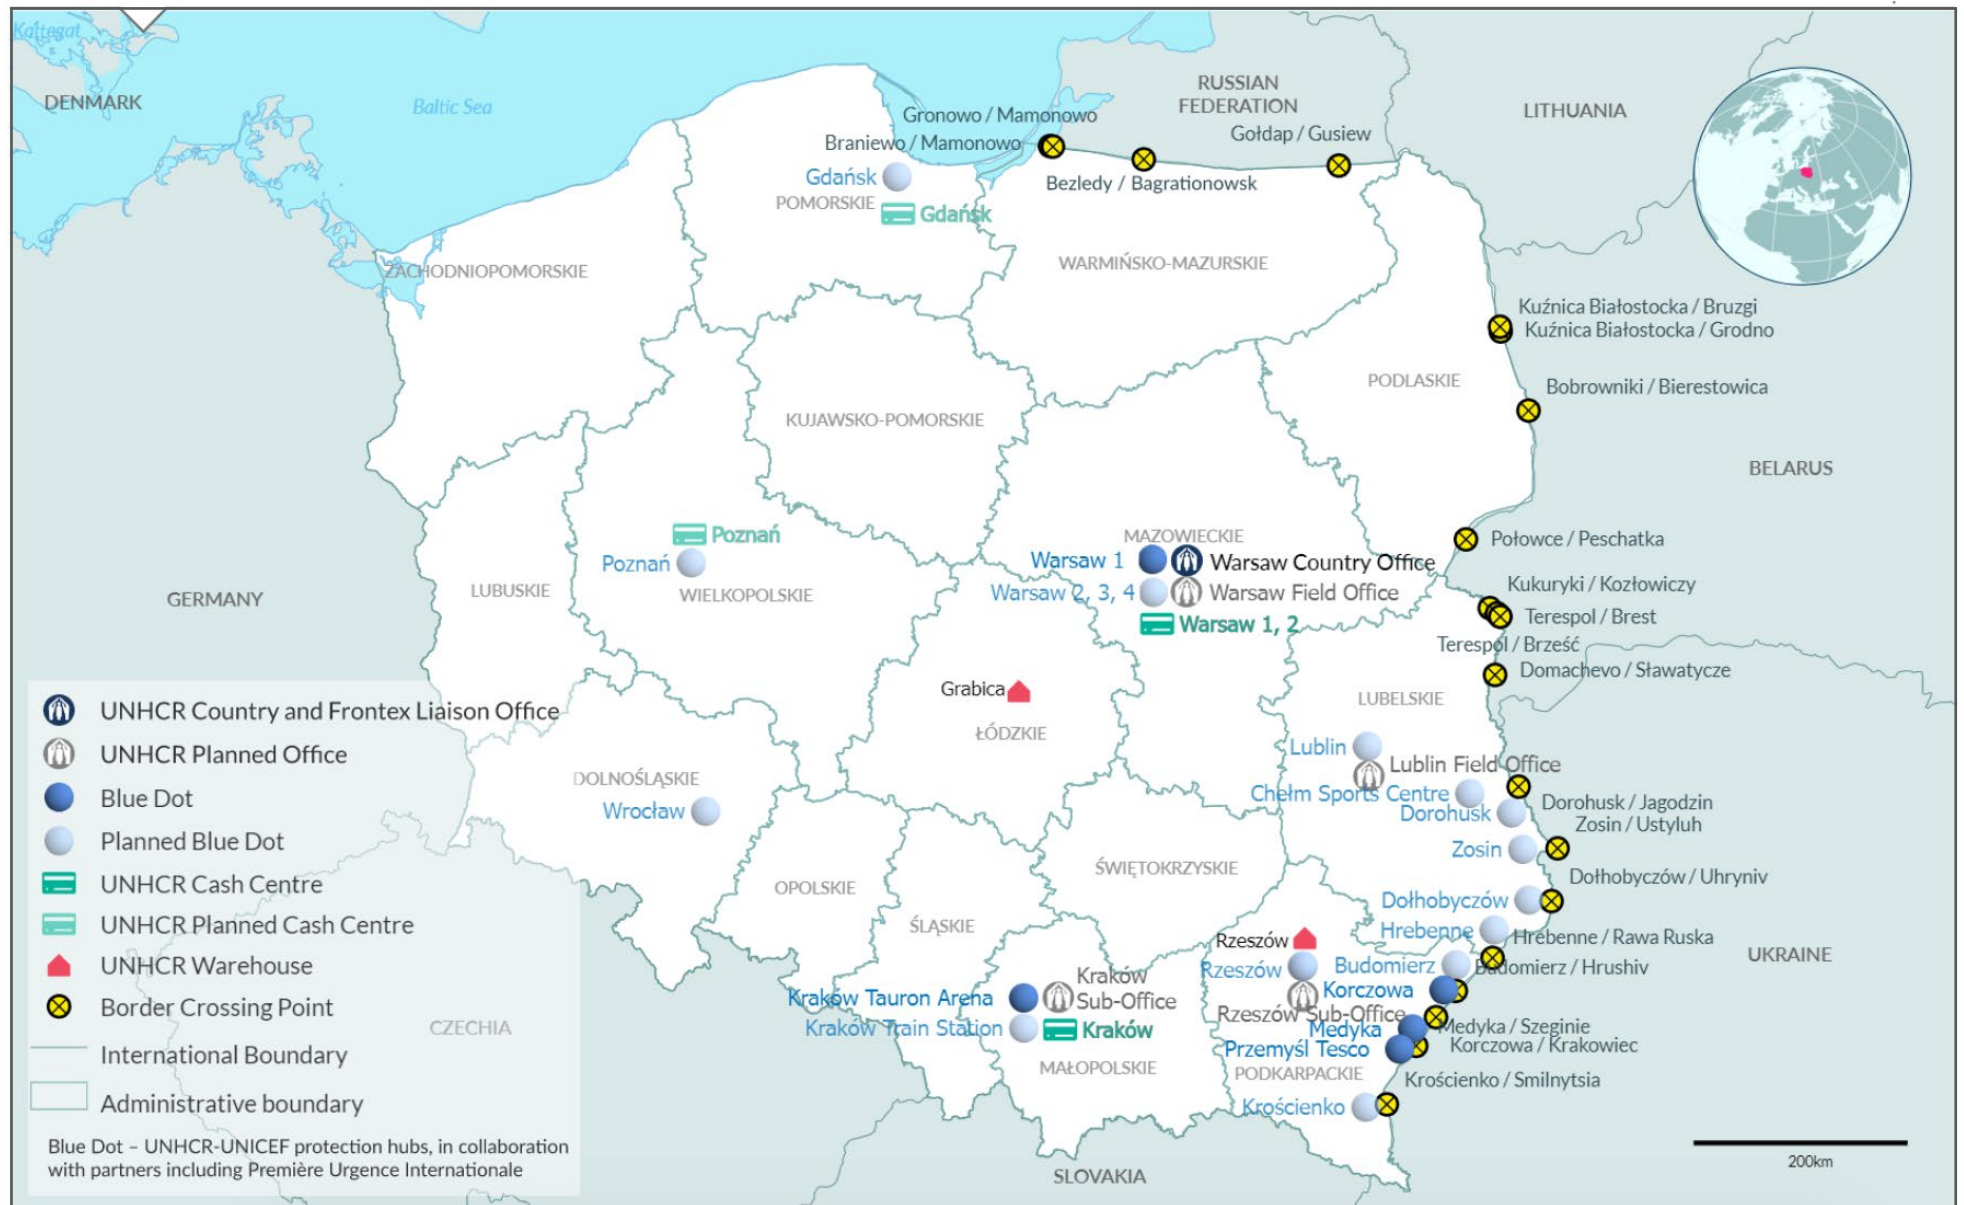 Kattegat
DENMARK
Baltic Sea
RUSSIAN
FEDERATION
LITHUANIA
Gronowo / Mamonowo
Braniewo / Mamonowo
Gołdap / Gusiew
Bezledy / Bagrationowsk
Gdańsk
POMORSKIE
Gdańsk
ZACHODNIOPOMORSKIE
WARMIŃSKO-MAZURSKIE
Kuźnica Białostocka / Bruzgi
Kuźnica Białostocka / Grodno
PODLASKIE
Bobrowniki / Bierestowica
KUJAWSKO-POMORSKIE
BELARUS
Poznań
Poznań
WIELKOPOLSKIE
LUBUSKIE
GERMANY
MAZOWIECKIE
Warsaw 1
Warsaw Country Office
Warsaw 2, 3, 4
Warsaw Field Office
Warsaw 1, 2
Połowce / Peschatka
Kukuryki / Kozłowiczy
Terespol / Brest
Terespol / Brześć
Domachevo / Sławatycze
Grabica
ŁÓDZKIE
LUBELSKIE
Lublin
Lublin Field Office
Chełm Sports Centre
Dorohusk
Dorohusk / Jagodzin
Zosin / Ustyluh
Zosin
Dołhobyczów / Uhryniv
Dołhobyczów
Hrebenne
Hrebenne / Rawa Ruska
UKRAINE
DOLNOŚLĄSKIE
Wrocław
OPOLSKIE
ŚLĄSKIE
ŚWIĘTOKRZYSKIE
Rzeszów
Rzeszów
Budomierz
Budomierz / Hrushiv
Korczowa
Rzeszów Sub-Office
Medyka
Medyka / Szeginie
Przemyśl Tesco
Korczowa / Krakowiec
PODKARPACKIE
Krościenko / Smilnytsia
Krościenko
Kraków
Sub-Office
Kraków Tauron Arena
Kraków Train Station
Kraków
MAŁOPOLSKIE
CZECHIA
SLOVAKIA
UNHCR Country and Frontex Liaison Office
UNHCR Planned Office
Blue Dot
Planned Blue Dot
UNHCR Cash Centre
UNHCR Planned Cash Centre
UNHCR Warehouse
Border Crossing Point
International Boundary
Administrative boundary
Blue Dot – UNHCR-UNICEF protection hubs, in collaboration
with partners including Première Urgence Internationale
200km